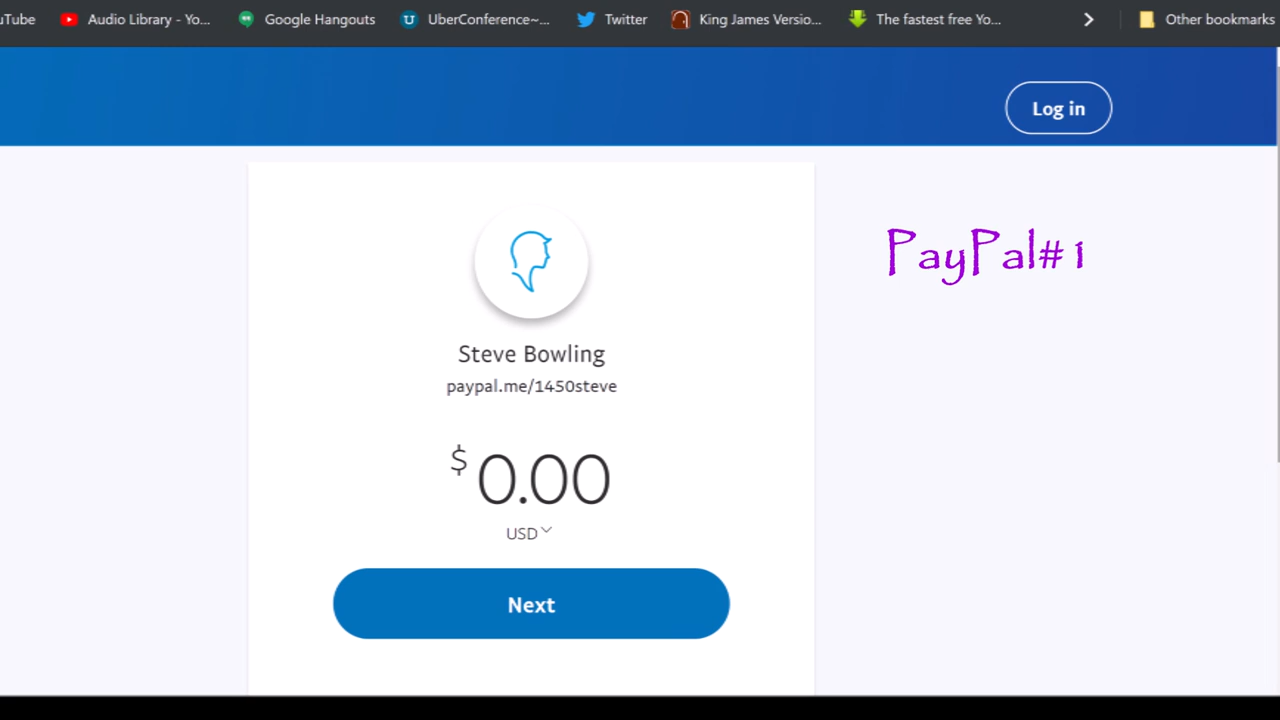 uTube Audio Library - Yo... Google Hangouts UberConference~... Twitter King James Versio... The fastest free Yo... Other bookmarks
Log in
PayPal#1
Steve Bowling
paypal.me/1450steve
$0.00
USD
Next